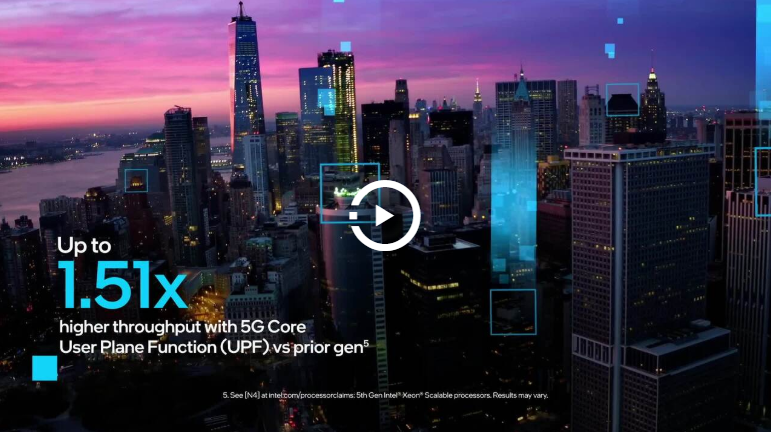 Up to
1.51x
higher throughput with 5G Core
User Plane Function (UPF) vs prior gen⁵
5. See [N4] at intel.com/processorclaims: 5th Gen Intel® Xeon® Scalable processors. Results may vary.